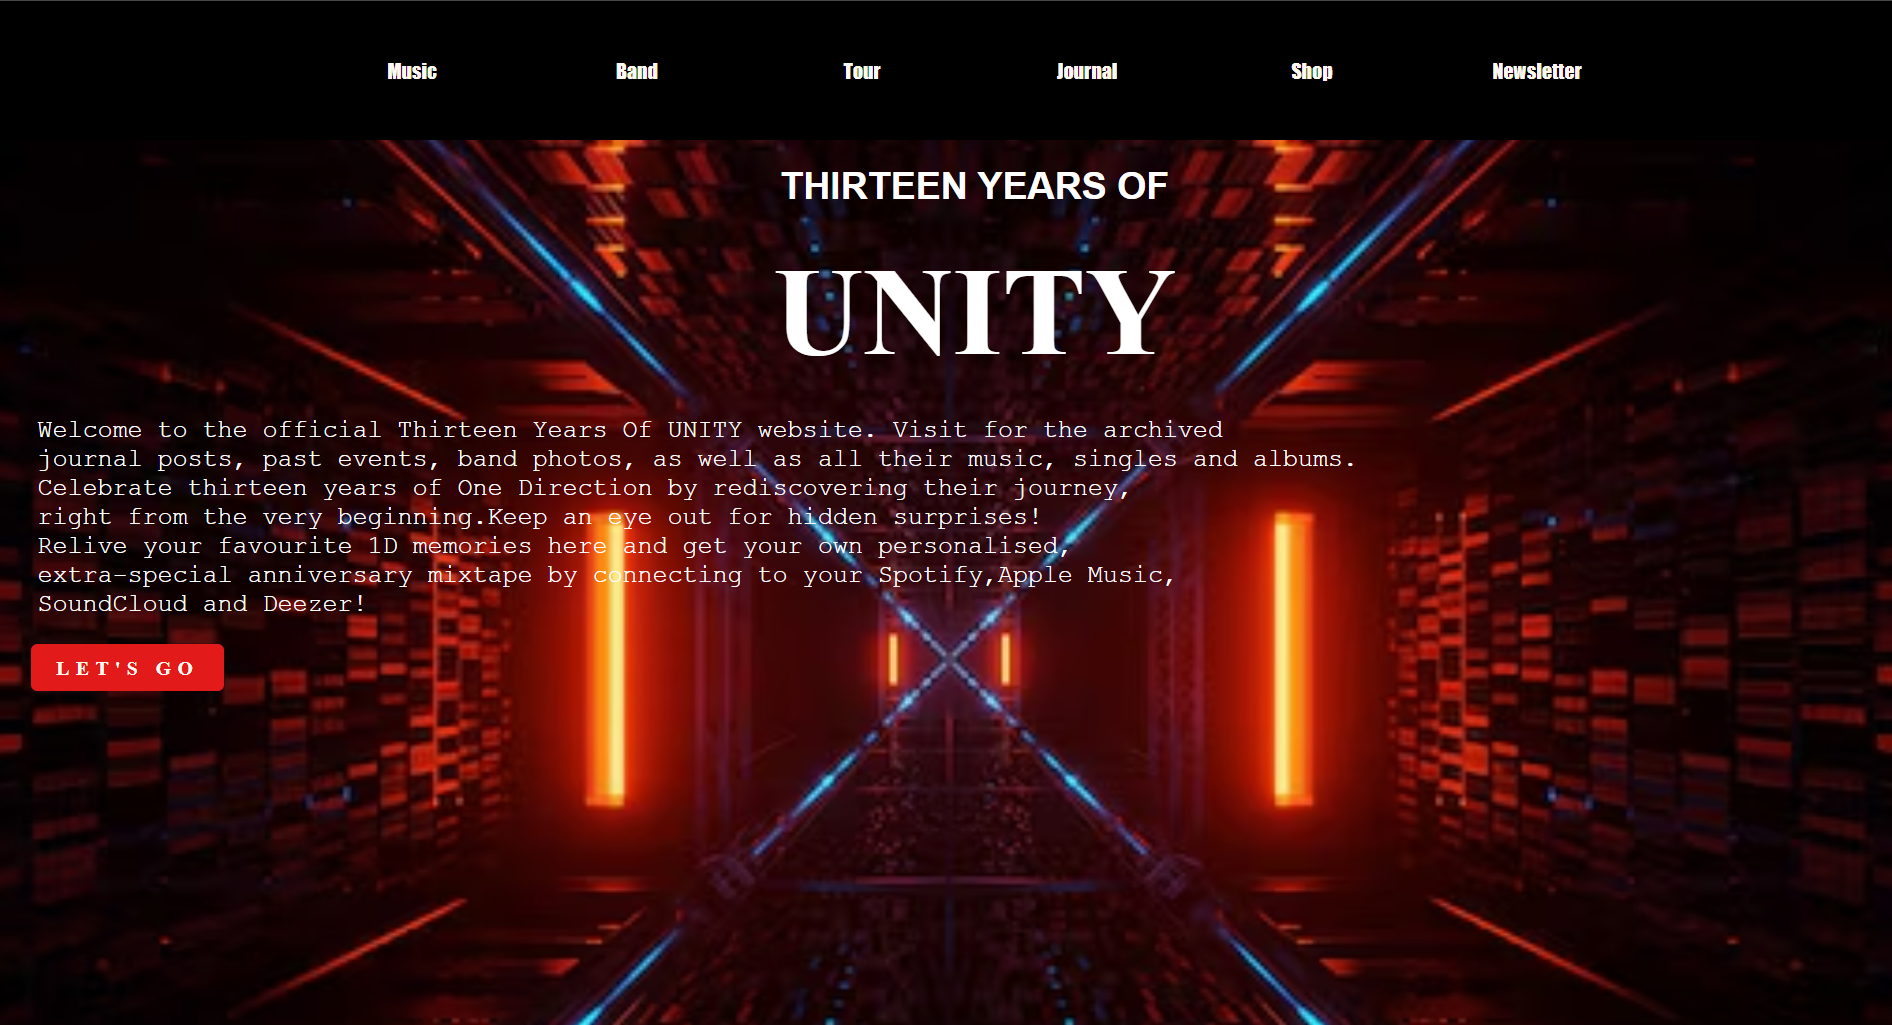 Music Band Tour Journal Shop Newsletter
THIRTEEN YEARS OF
UNITY
Welcome to the official Thirteen Years Of UNITY website. Visit for the archived
journal posts, past events, band photos, as well as all their music, singles and albums.
Celebrate thirteen years of One Direction by rediscovering their journey,
right from the very beginning.Keep an eye out for hidden surprises!
Relive your favourite 1D memories here and get your own personalised,
extra-special anniversary mixtape by connecting to your Spotify,Apple Music,
SoundCloud and Deezer!
LET'S GO